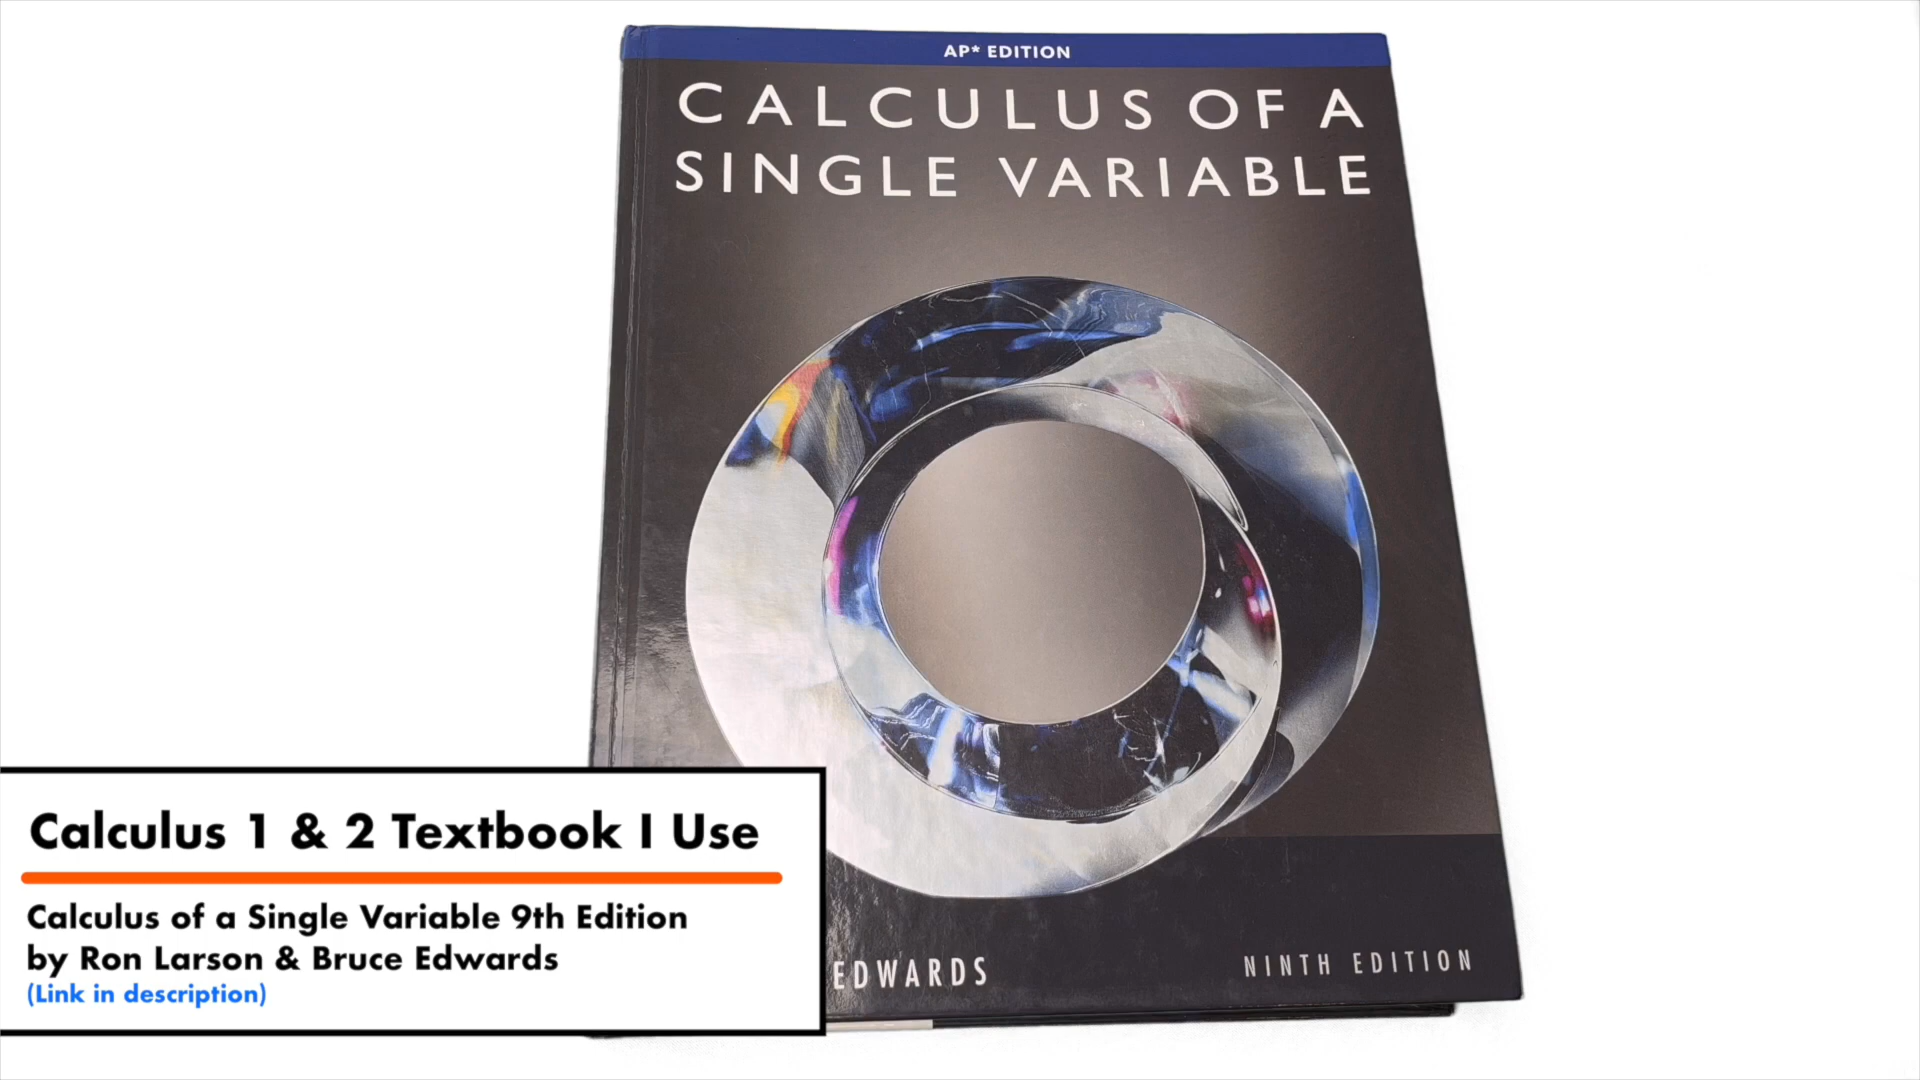 AP* EDITION
CALCULUS OF A
SINGLE VARIABLE
EDWARDS
NINTH EDITION
Calculus 1 & 2 Textbook I Use
Calculus of a Single Variable 9th Edition
by Ron Larson & Bruce Edwards
(Link in description)